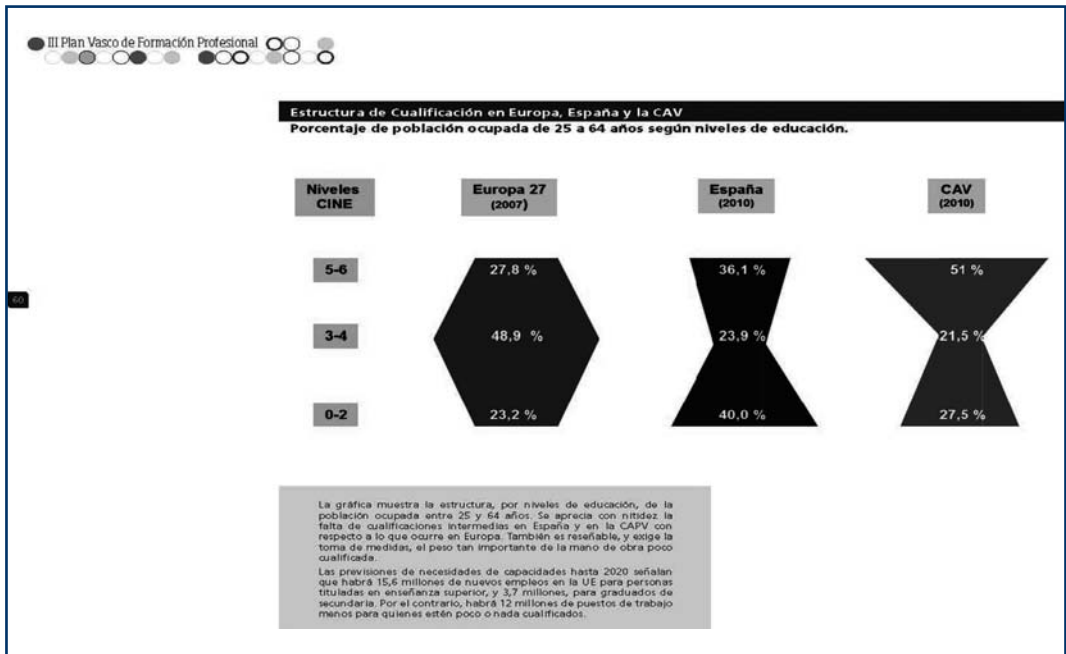 III Plan Vasco de Formación Profesional
Estructura de Cualificación en Europa, España y la CAV
Porcentaje de población ocupada de 25 a 64 años según niveles de educación.
Niveles CINE
Europa 27 (2007)
España (2010)
CAV (2010)
5-6
27,8 %
36,1 %
51 %
60
3-4
48,9 %
23,9 %
21,5 %
0-2
23,2 %
40,0 %
27,5 %
La gráfica muestra la estructura, por niveles de educación, de la
población ocupada entre 25 y 64 años. Se aprecia con nitidez la
falta de cualificaciones intermedias en España y en la CAPV con
respecto a lo que ocurre en Europa. También es reseñable, y exige la
toma de medidas, el peso tan importante de la mano de obra poco
cualificada.
Las previsiones de necesidades de capacidades hasta 2020 señalan
que habrá 15,6 millones de nuevos empleos en la UE para personas
tituladas en enseñanza superior, y 3,7 millones, para graduados de
secundaria. Por el contrario, habrá 12 millones de puestos de trabajo
menos para quienes estén poco o nada cualificados.